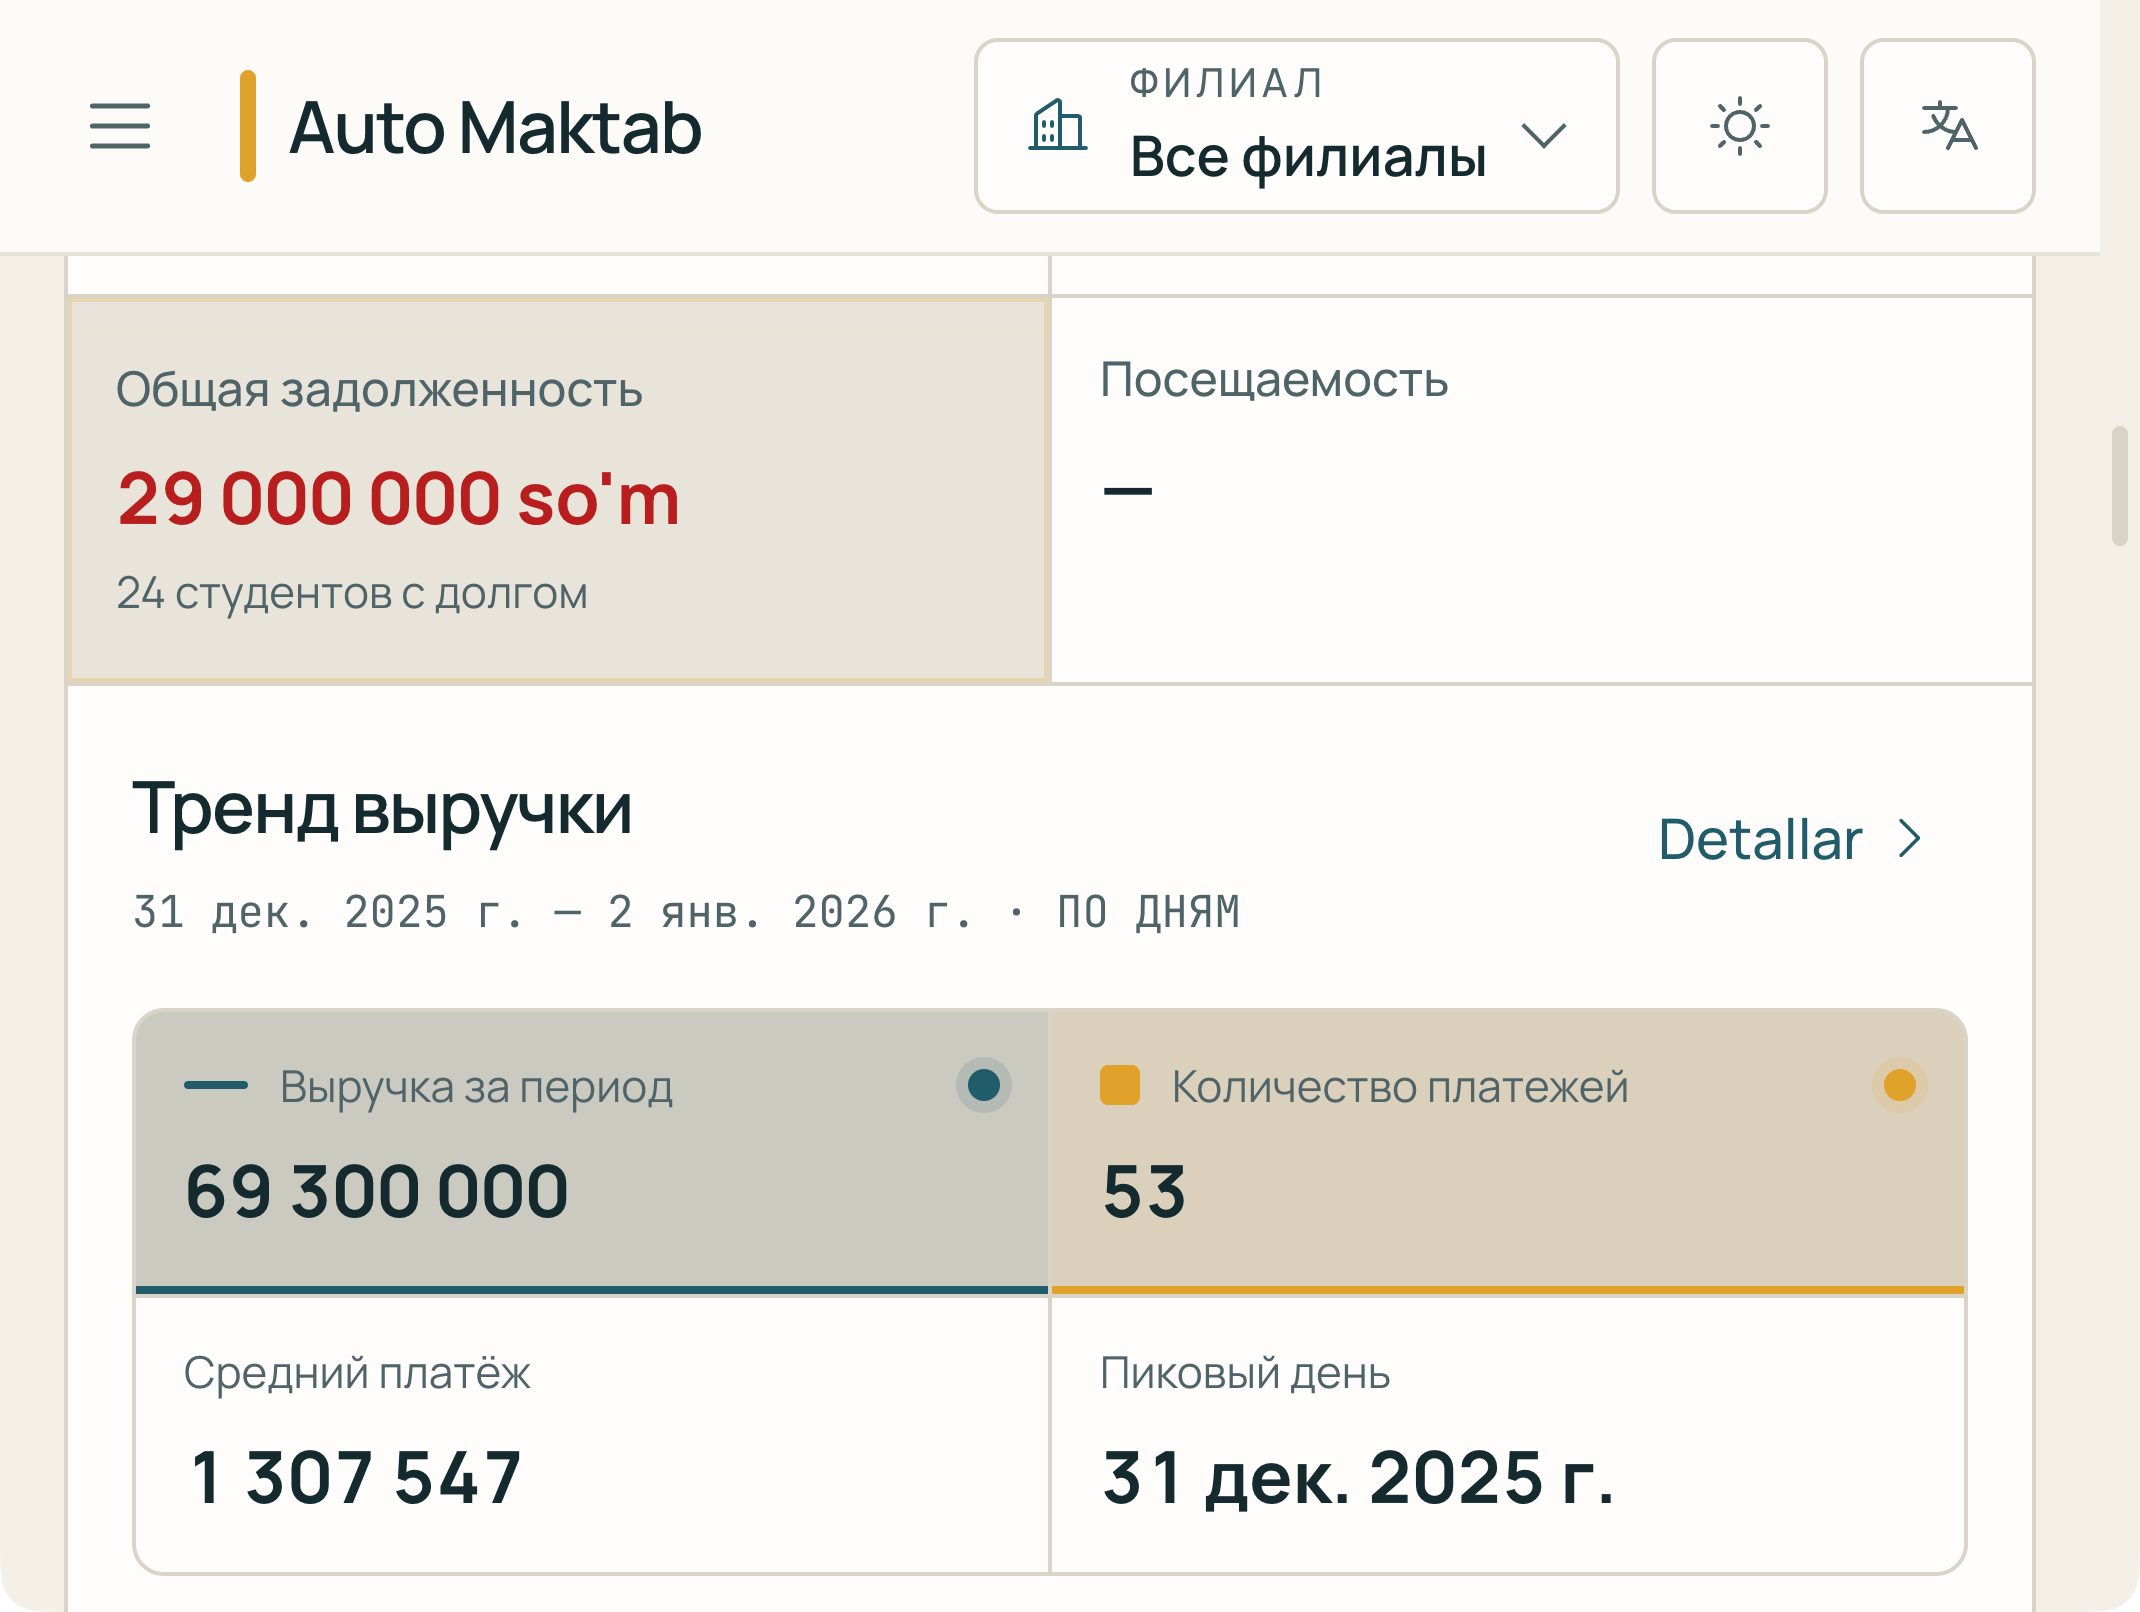 Auto Maktab
ФИЛИАЛ
Все филиалы
Общая задолженность
29 000 000 so'm
24 студентов с долгом
Посещаемость
—
Тренд выручки
31 дек. 2025 г. — 2 янв. 2026 г. · ПО ДНЯМ
Detallar
Выручка за период
69 300 000
Количество платежей
53
Средний платёж
1 307 547
Пиковый день
31 дек. 2025 г.